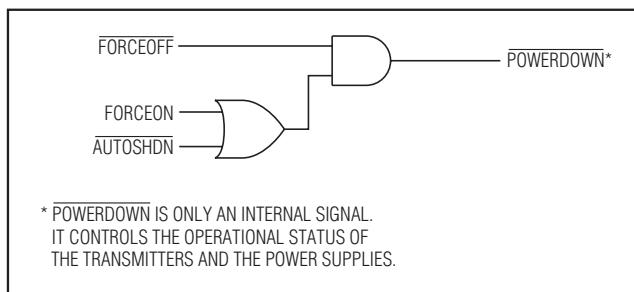 FORCEOFF
POWERDOWN*
FORCEON
AUTOSHDN
* POWERDOWN IS ONLY AN INTERNAL SIGNAL.
IT CONTROLS THE OPERATIONAL STATUS OF
THE TRANSMITTERS AND THE POWER SUPPLIES.